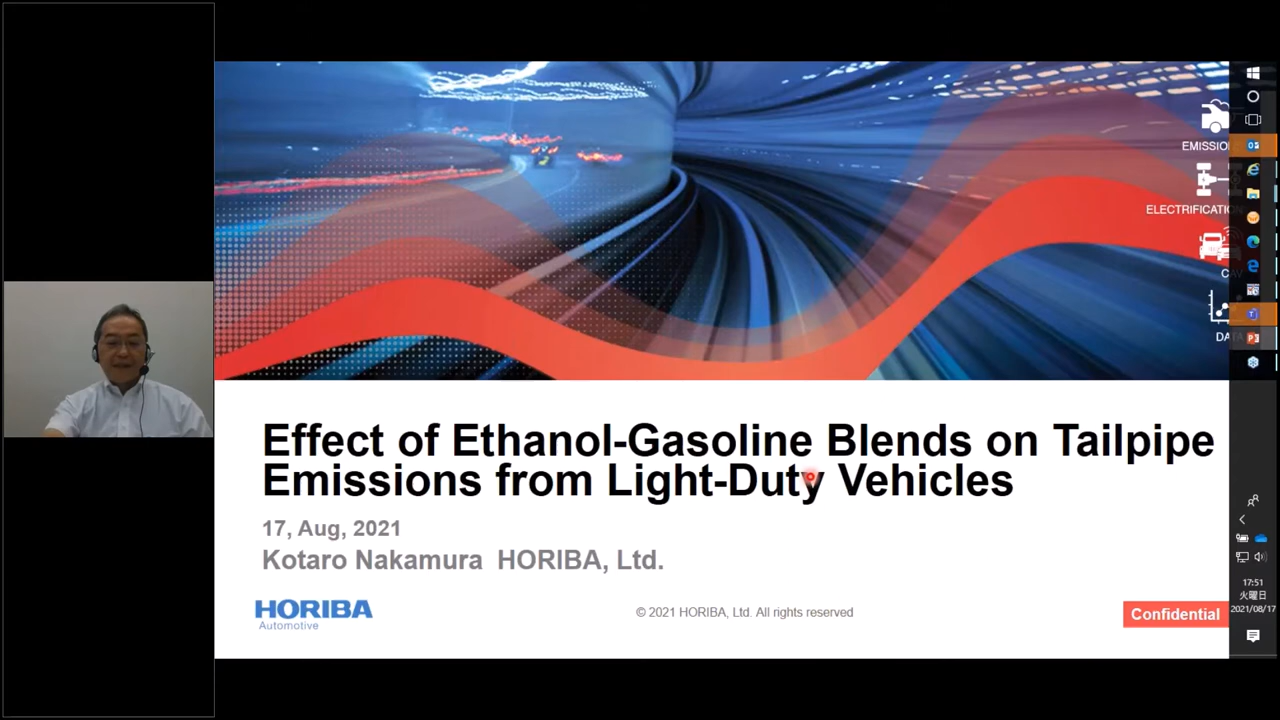 EMISSIO
ELECTRIFICATIO
CAV
DATA
Effect of Ethanol-Gasoline Blends on Tailpipe
Emissions from Light-Duty Vehicles
17, Aug, 2021
Kotaro Nakamura HORIBA, Ltd.
HORIBA
Automotive
© 2021 HORIBA, Ltd. All rights reserved
Confidential
17:51
火曜日
2021/08/17